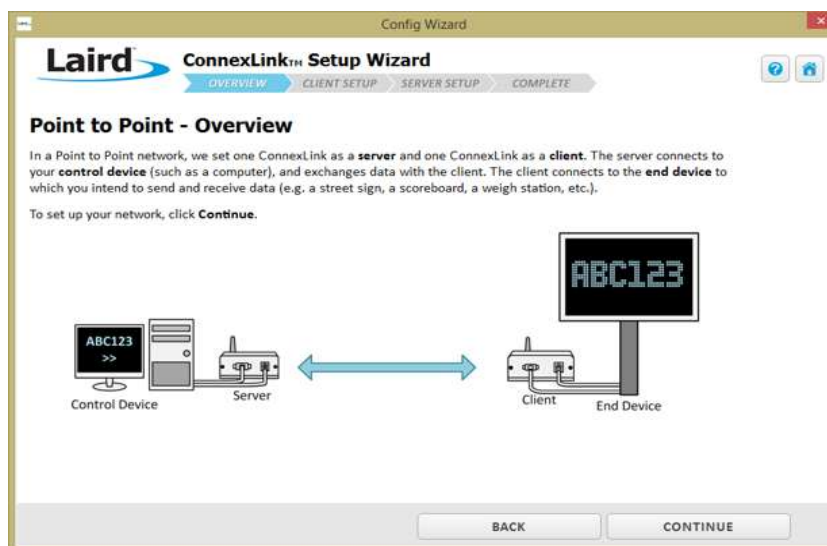 Config Wizard
Laird
ConnexLink™ Setup Wizard
OVERVIEW CLIENT SETUP SERVER SETUP COMPLETE
Point to Point - Overview
In a Point to Point network, we set one ConnexLink as a server and one ConnexLink as a client. The server connects to
your control device (such as a computer), and exchanges data with the client. The client connects to the end device to
which you intend to send and receive data (e.g. a street sign, a scoreboard, a weigh station, etc.).
To set up your network, click Continue.
ABC123
ABC123
>>
Control Device
Server
Client
End Device
BACK CONTINUE